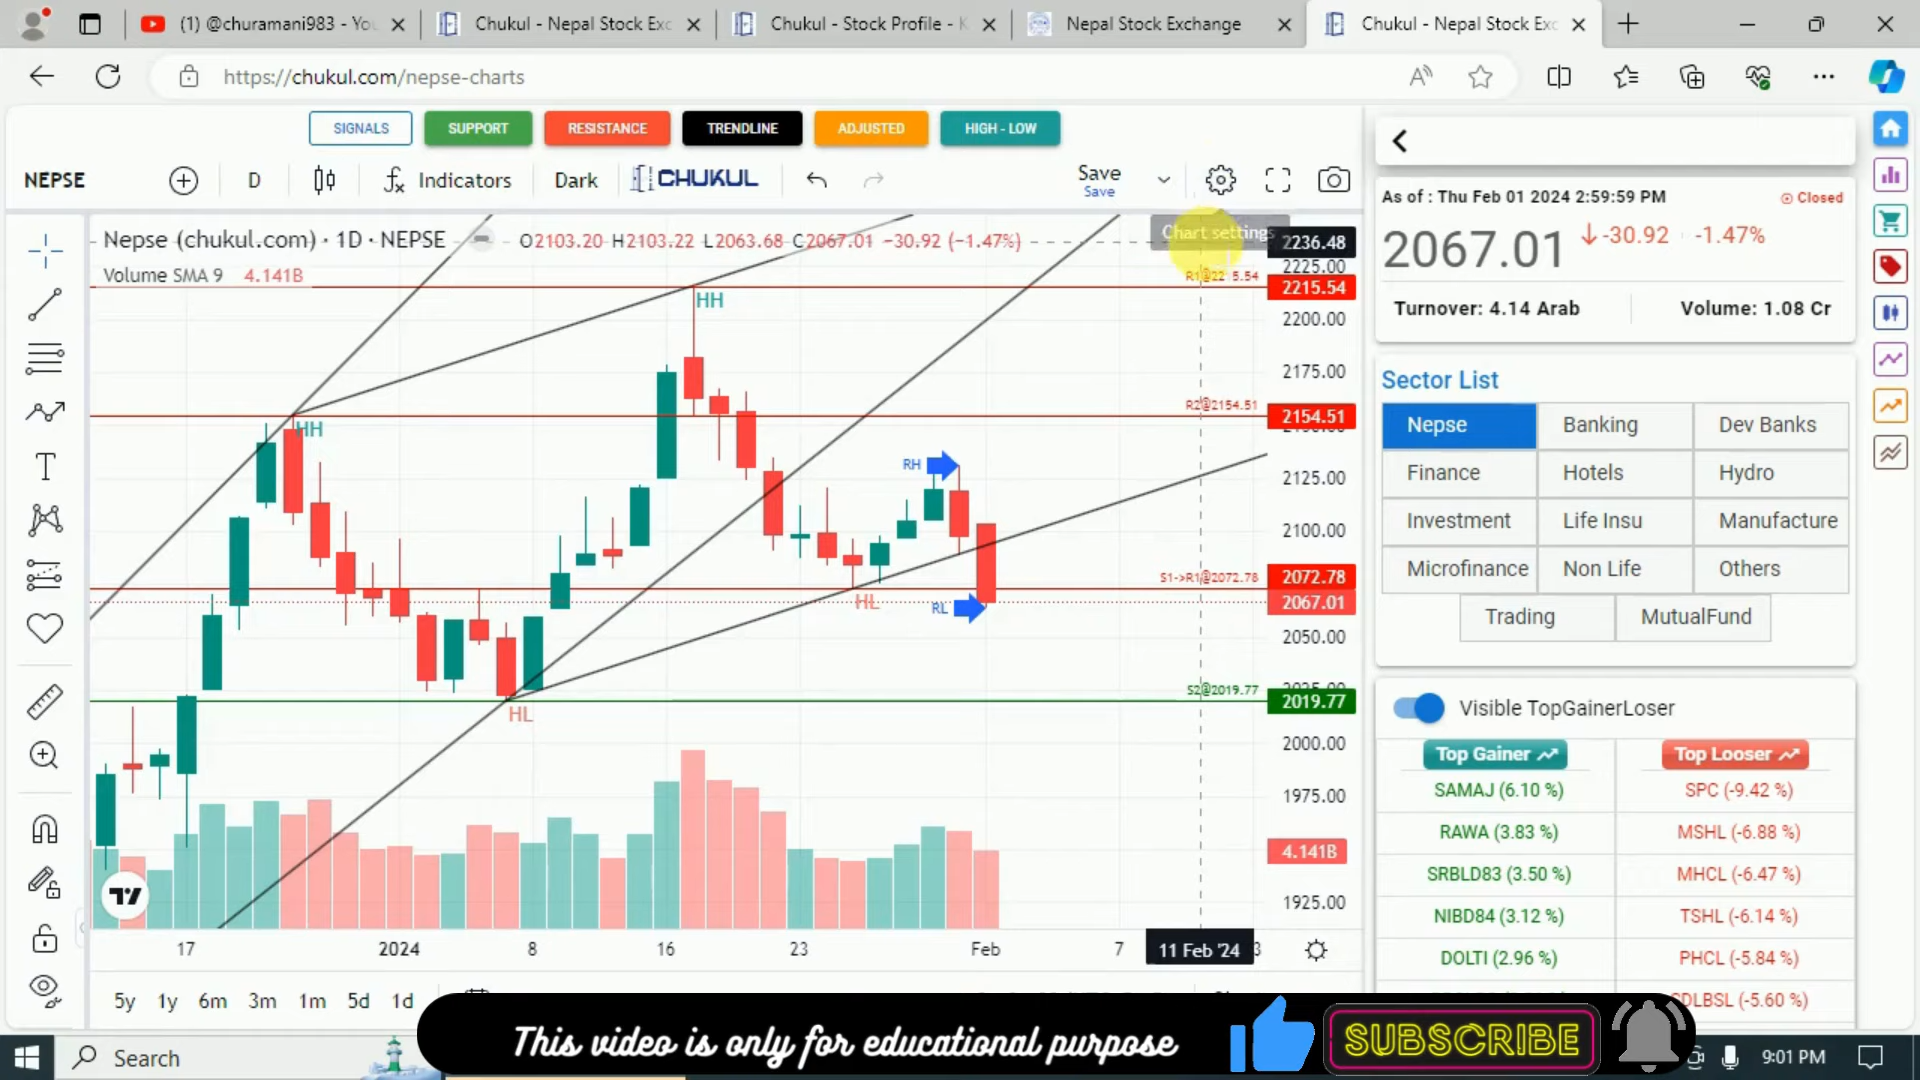 (1) @churamani983 - You
Chukul - Nepal Stock Exc
Chukul - Stock Profile - K
Nepal Stock Exchange
Chukul - Nepal Stock Exc
https://chukul.com/nepse-charts
SIGNALS
SUPPORT
RESISTANCE
TRENDLINE
ADJUSTED
HIGH - LOW
NEPSE
D
Indicators
Dark
CHUKUL
Save
Save
Nepse (chukul.com) · 1D · NEPSE
O2103.20 H2103.22 L2063.68 C2067.01 −30.92 (−1.47%)
Volume SMA 9 4.141B
Chart settings
2236.48
2225.00
2215.54
2200.00
2175.00
R2@2154.51
2154.51
2125.00
2100.00
S1->R1@2072.78
2072.78
2067.01
2050.00
S2@2019.77
2019.77
2000.00
1975.00
4.141B
1925.00
HH
HH
RH
HL
RL
HL
17
2024
8
16
23
Feb
7
11 Feb '24
5y
1y
6m
3m
1m
5d
1d
As of : Thu Feb 01 2024 2:59:59 PM
Closed
2067.01
-30.92
-1.47%
Turnover: 4.14 Arab
Volume: 1.08 Cr
Sector List
Nepse
Banking
Dev Banks
Finance
Hotels
Hydro
Investment
Life Insu
Manufacture
Microfinance
Non Life
Others
Trading
MutualFund
Visible TopGainerLoser
Top Gainer
Top Looser
SAMAJ (6.10 %)
SPC (-9.42 %)
RAWA (3.83 %)
MSHL (-6.88 %)
SRBLD83 (3.50 %)
MHCL (-6.47 %)
NIBD84 (3.12 %)
TSHL (-6.14 %)
DOLTI (2.96 %)
PHCL (-5.84 %)
DLBSL (-5.60 %)
This video is only for educational purpose
SUBSCRIBE
Search
9:01 PM